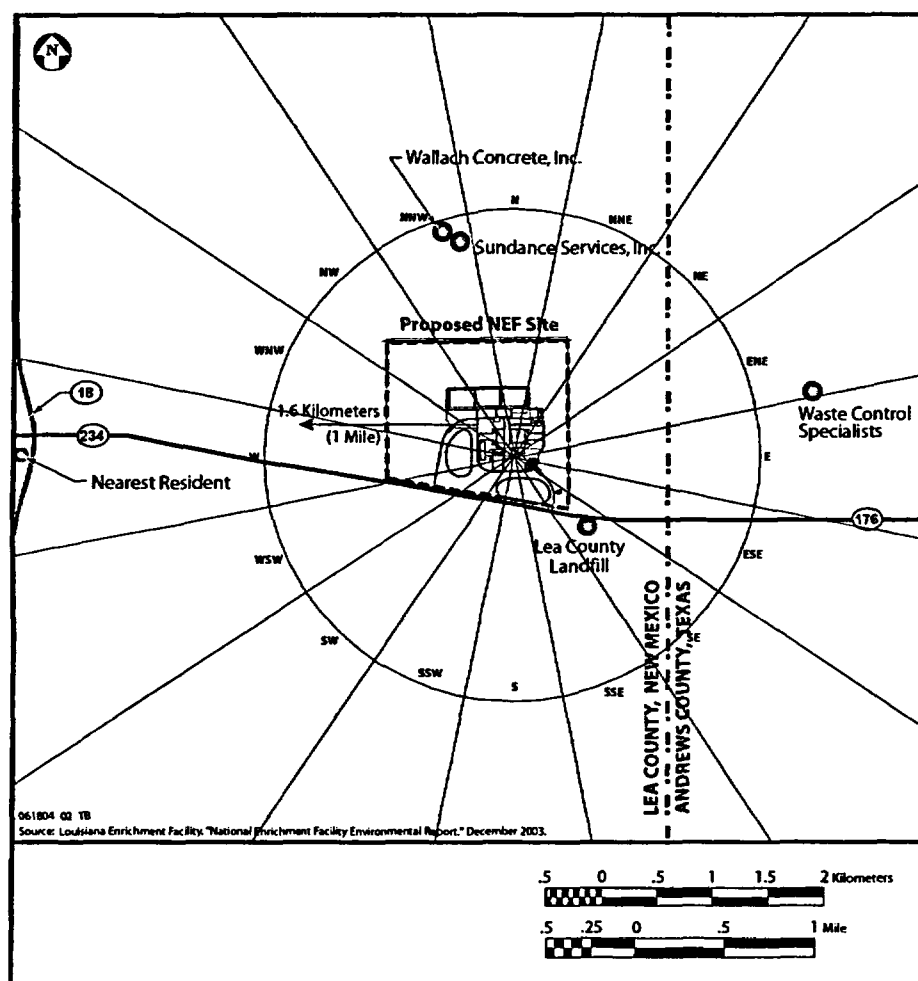 N
Wallach Concrete, Inc.
N
NNW
NNE
Sundance Services, Inc.
NW
NE
Proposed NEF Site
WNW
ENE
18
1.6 Kilometers
(1 Mile)
Waste Control
Specialists
234
W
E
Nearest Resident
176
Lea County
Landfill
WSW
ESE
LEA COUNTY, NEW MEXICO
ANDREWS COUNTY, TEXAS
SW
SE
SSW
S
SSE
061804 02 TB
Source: Louisiana Enrichment Facility. "National Enrichment Facility Environmental Report." December 2003.
.5 0 .5 1 1.5 2 Kilometers
.5 .25 0 .5 1 Mile